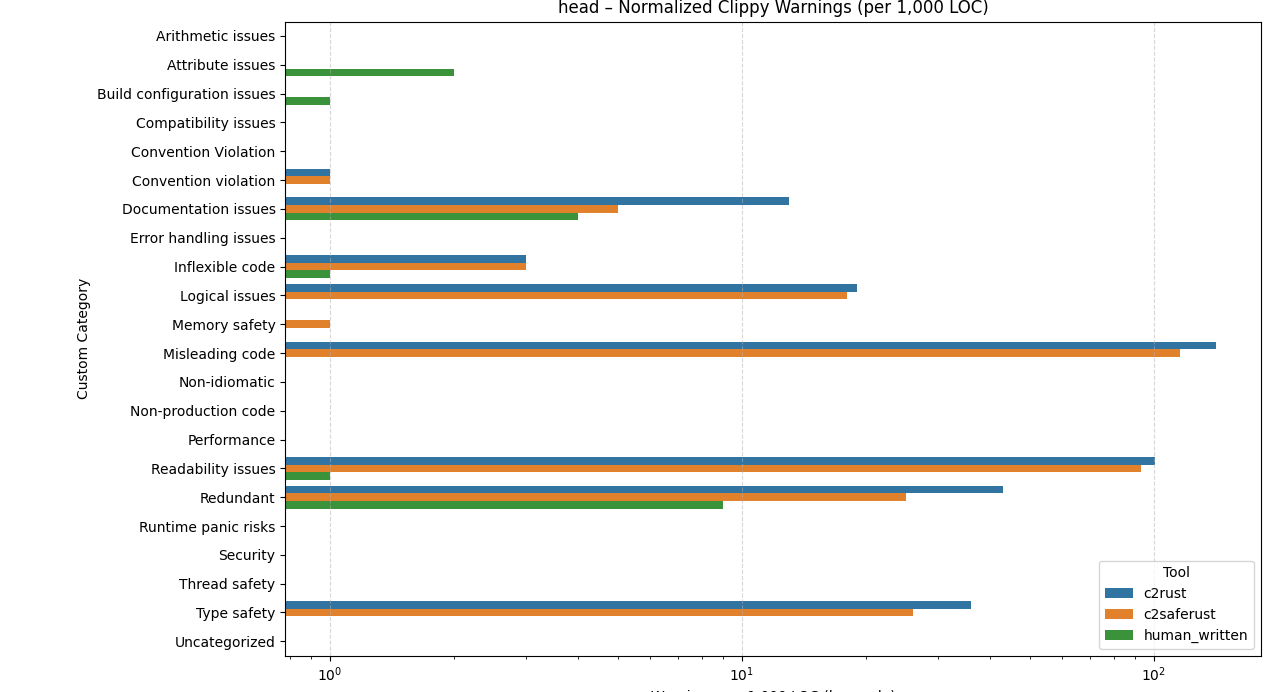 head – Normalized Clippy Warnings (per 1,000 LOC)
Custom Category
Arithmetic issues
Attribute issues
Build configuration issues
Compatibility issues
Convention Violation
Convention violation
Documentation issues
Error handling issues
Inflexible code
Logical issues
Memory safety
Misleading code
Non-idiomatic
Non-production code
Performance
Readability issues
Redundant
Runtime panic risks
Security
Thread safety
Type safety
Uncategorized
Tool
c2rust
c2saferust
human_written
10⁰ 10¹ 10²